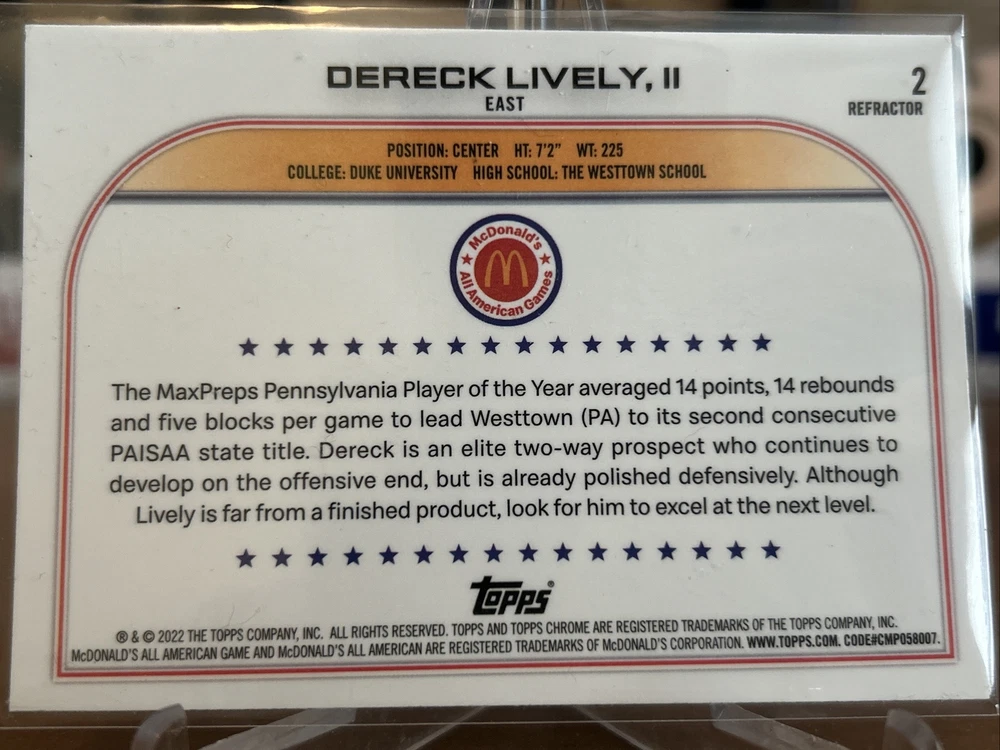 DERECK LIVELY, II
EAST
2
REFRACTOR
POSITION: CENTER HT: 7'2" WT: 225
COLLEGE: DUKE UNIVERSITY HIGH SCHOOL: THE WESTTOWN SCHOOL
McDonald's
All American Games
The MaxPreps Pennsylvania Player of the Year averaged 14 points, 14 rebounds
and five blocks per game to lead Westtown (PA) to its second consecutive
PAISAA state title. Dereck is an elite two-way prospect who continues to
develop on the offensive end, but is already polished defensively. Although
Lively is far from a finished product, look for him to excel at the next level.
Topps®
® & © 2022 THE TOPPS COMPANY, INC. ALL RIGHTS RESERVED. TOPPS AND TOPPS CHROME ARE REGISTERED TRADEMARKS OF THE TOPPS COMPANY, INC.
McDONALD'S ALL AMERICAN GAME AND McDONALD'S ALL AMERICAN ARE REGISTERED TRADEMARKS OF McDONALD'S CORPORATION. WWW.TOPPS.COM. CODE#CMP058007.